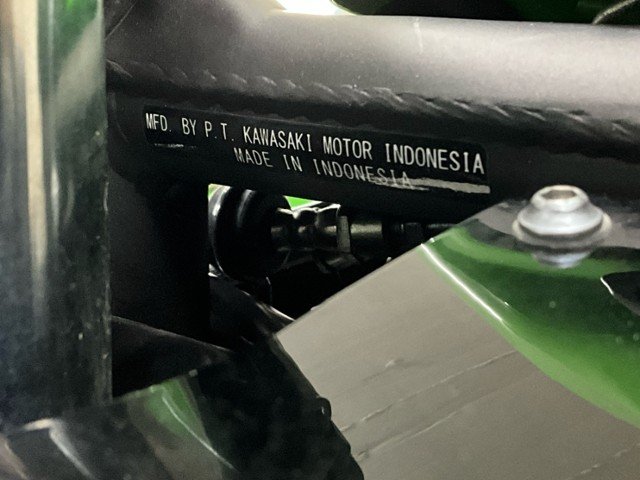 MFD. BY P.T. KAWASAKI MOTOR INDONESIA
MADE IN INDONESIA